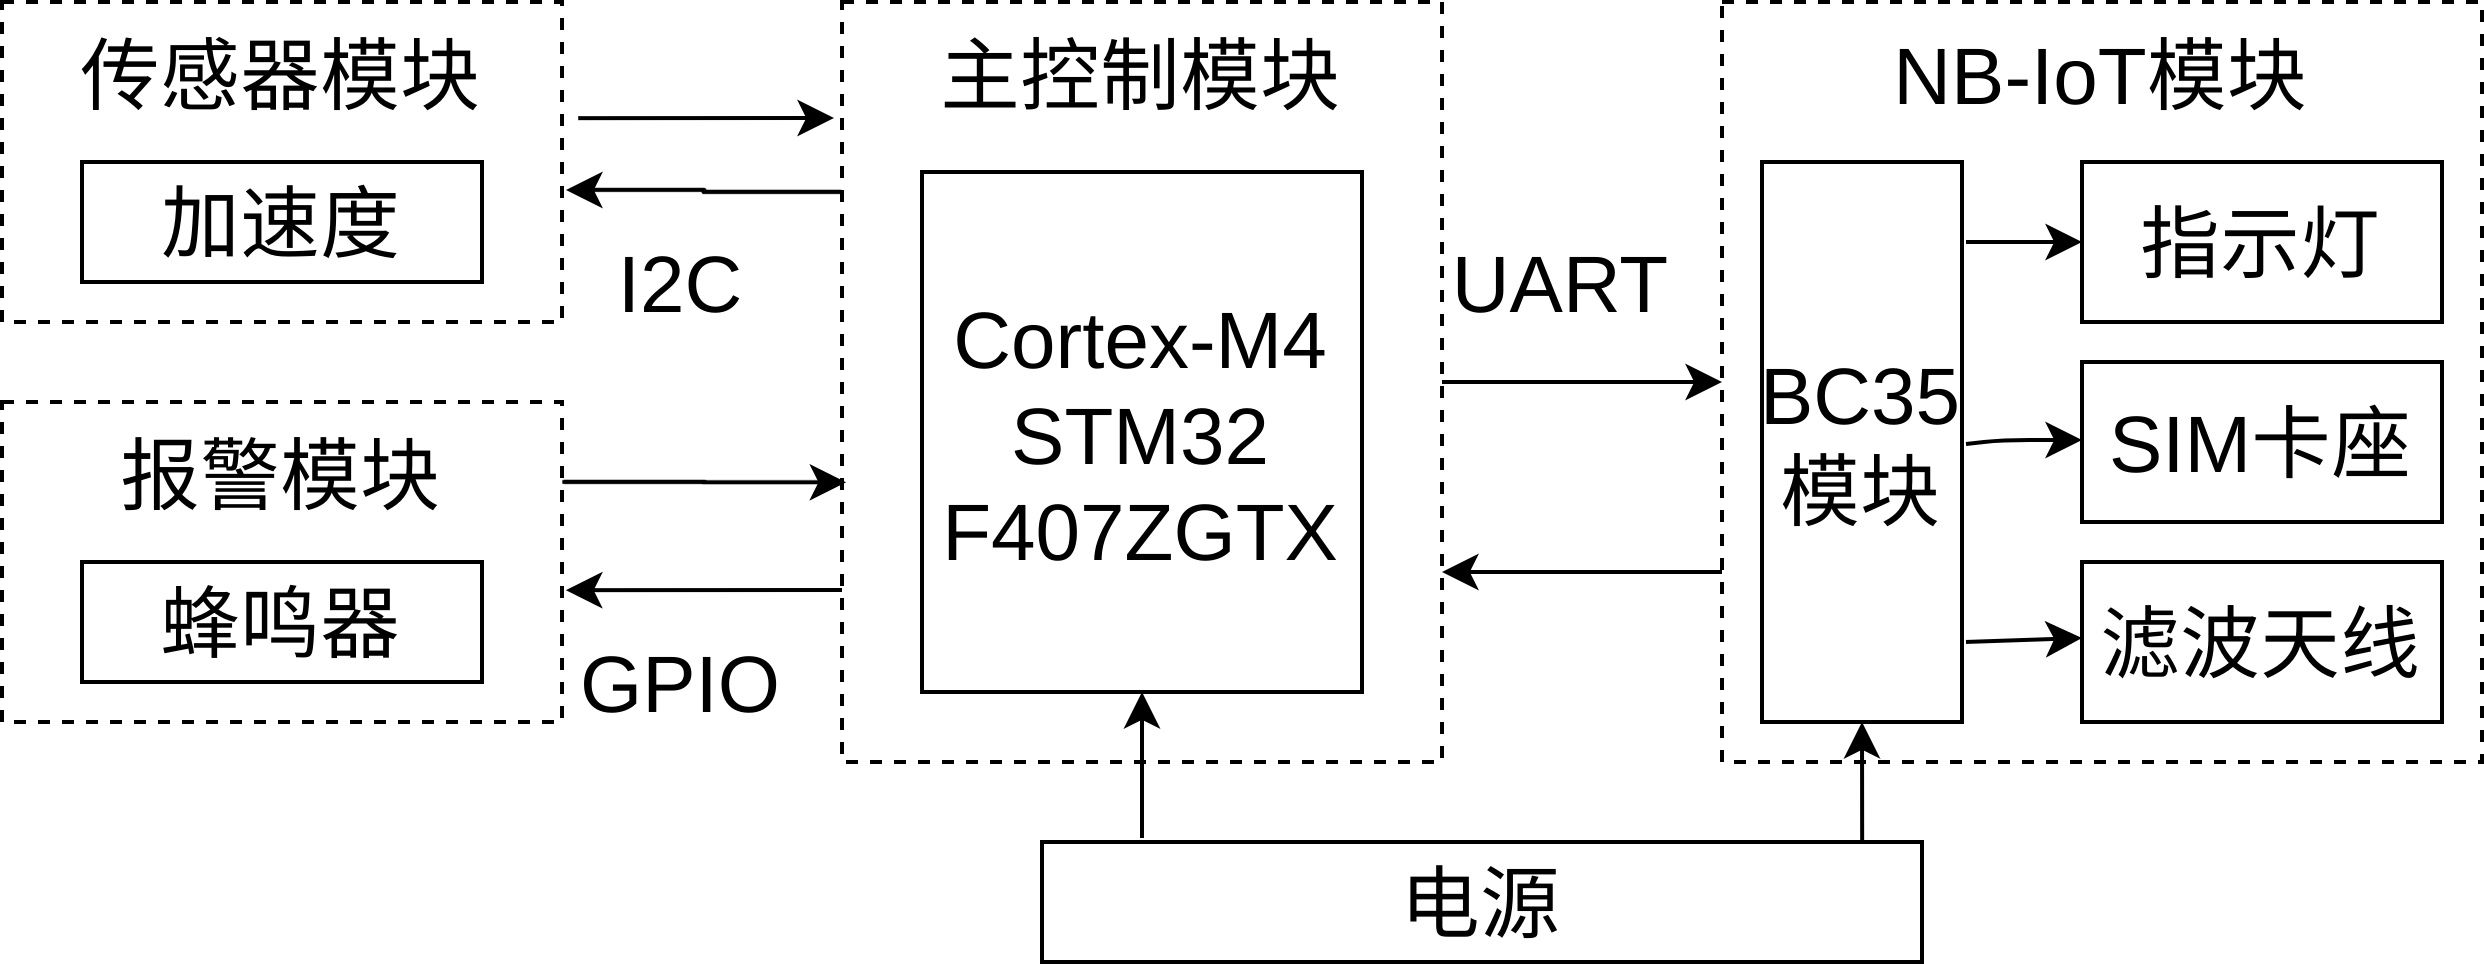 传感器模块
加速度
I2C
报警模块
蜂鸣器
GPIO
主控制模块
Cortex-M4
STM32
F407ZGTX
UART
NB-IoT模块
BC35
模块
指示灯
SIM卡座
滤波天线
电源